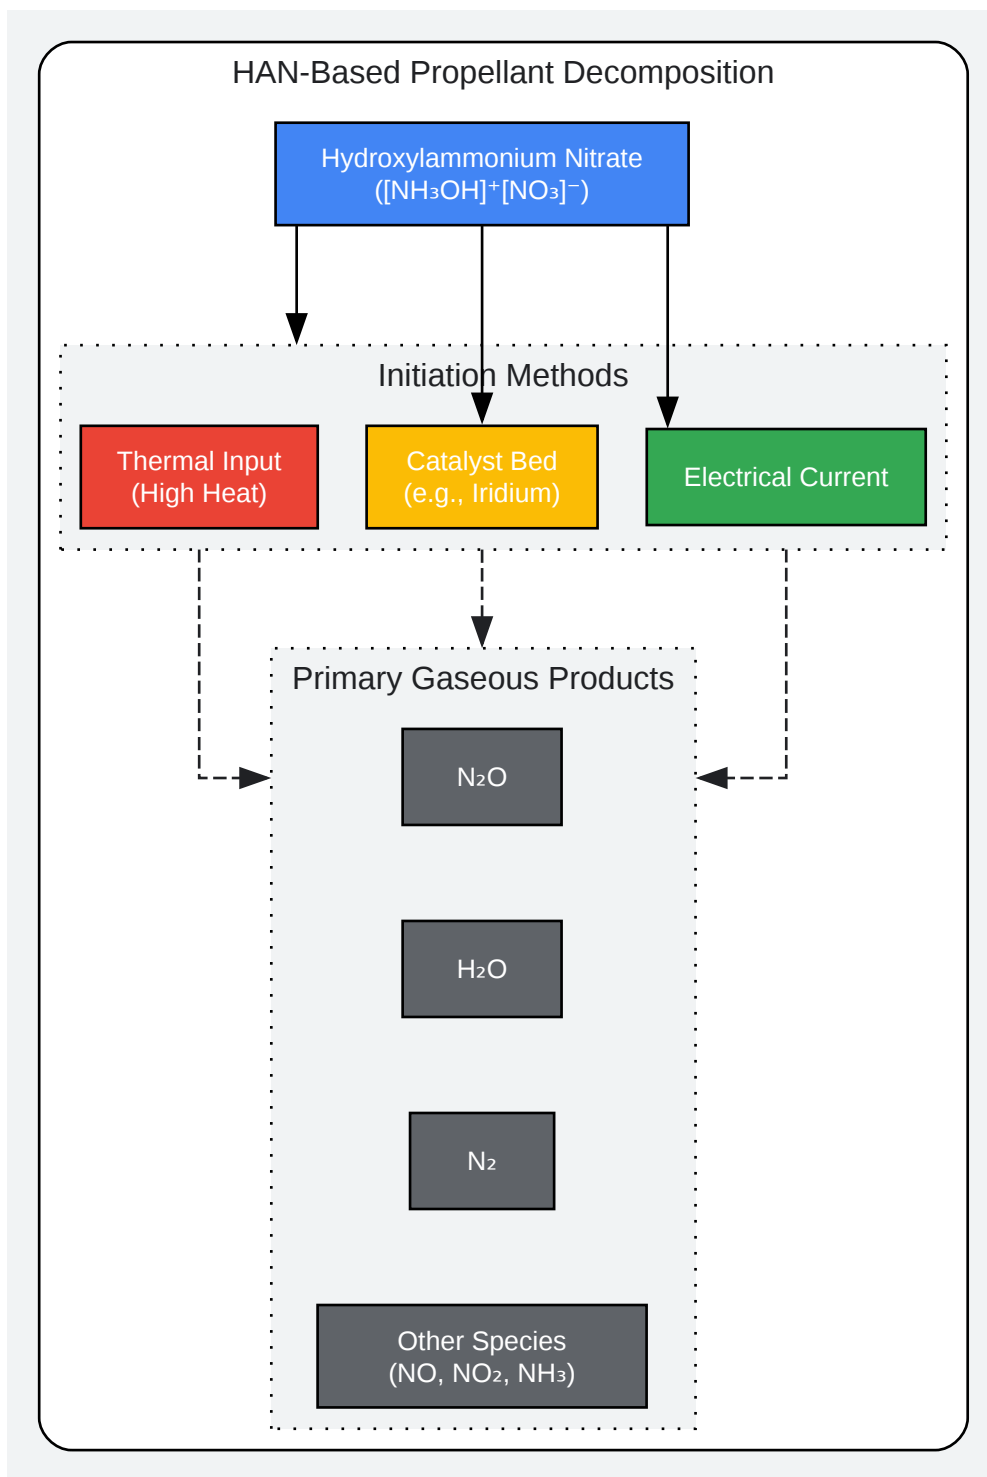 HAN-Based Propellant Decomposition
Hydroxylammonium Nitrate
([NH₃OH]⁺[NO₃]⁻)
Initiation Methods
Thermal Input
(High Heat)
Catalyst Bed
(e.g., Iridium)
Electrical Current
Primary Gaseous Products
N₂O
H₂O
N₂
Other Species
(NO, NO₂, NH₃)